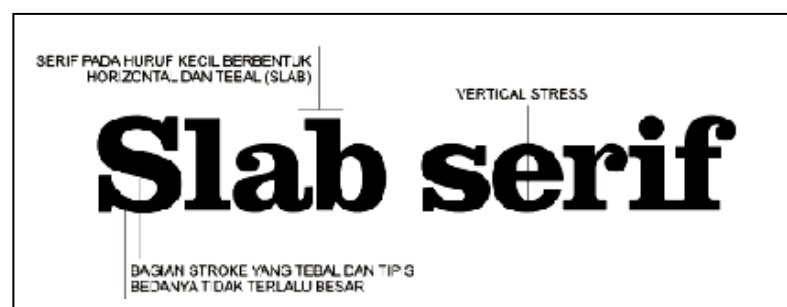 SERIF PADA HURUF KECIL BERBENTUK
HORIZONTAL DAN TEBAL (SLAB)
VERTICAL STRESS
Slab serif
BAGIAN STROKE YANG TEBAL DAN TIPIS
BEDANYA TIDAK TERLALU BESAR